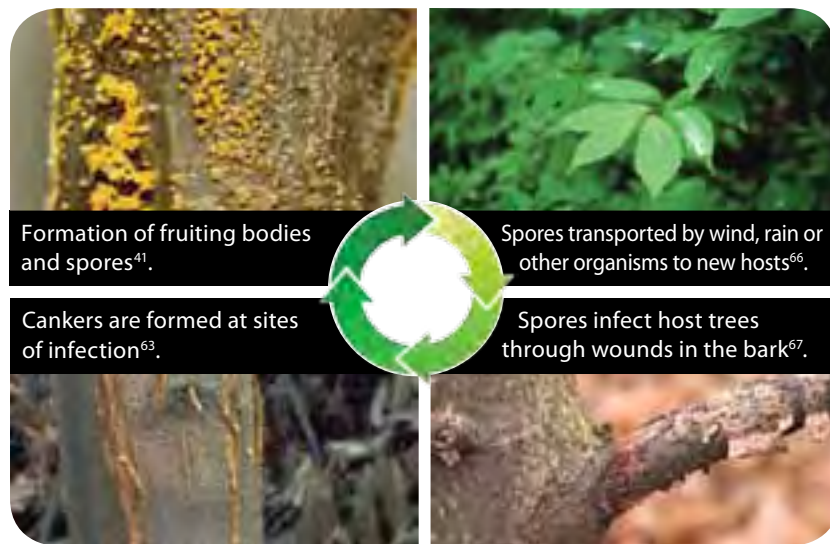 Formation of fruiting bodies
and spores⁴¹.
Spores transported by wind, rain or
other organisms to new hosts⁶⁶.
Cankers are formed at sites
of infection⁶³.
Spores infect host trees
through wounds in the bark⁶⁷.